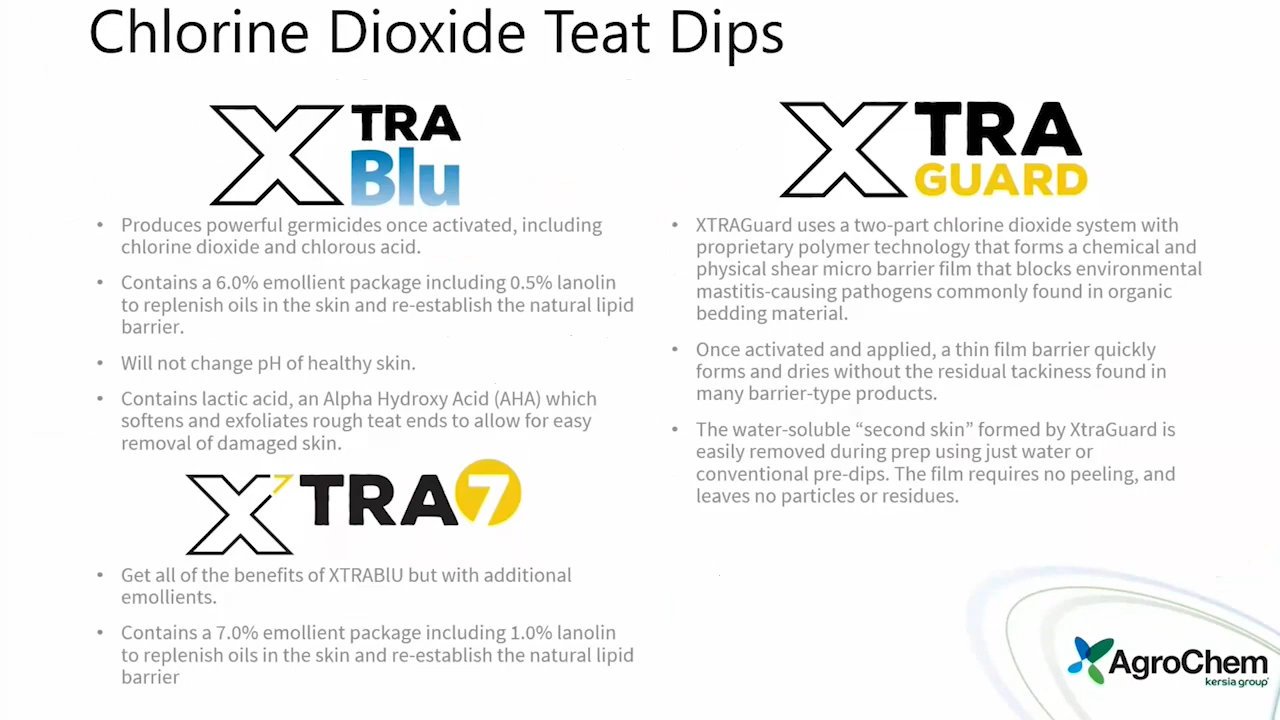 Chlorine Dioxide Teat Dips
XTRA
Blu
• Produces powerful germicides once activated, including
chlorine dioxide and chlorous acid.
• Contains a 6.0% emollient package including 0.5% lanolin
to replenish oils in the skin and re-establish the natural lipid
barrier.
• Will not change pH of healthy skin.
• Contains lactic acid, an Alpha Hydroxy Acid (AHA) which
softens and exfoliates rough teat ends to allow for easy
removal of damaged skin.
XTRA7
• Get all of the benefits of XTRABlU but with additional
emollients.
• Contains a 7.0% emollient package including 1.0% lanolin
to replenish oils in the skin and re-establish the natural lipid
barrier
XTRA
GUARD
• XTRAGuard uses a two-part chlorine dioxide system with
proprietary polymer technology that forms a chemical and
physical shear micro barrier film that blocks environmental
mastitis-causing pathogens commonly found in organic
bedding material.
• Once activated and applied, a thin film barrier quickly
forms and dries without the residual tackiness found in
many barrier-type products.
• The water-soluble “second skin” formed by XtraGuard is
easily removed during prep using just water or
conventional pre-dips. The film requires no peeling, and
leaves no particles or residues.
AgroChem
kersia group